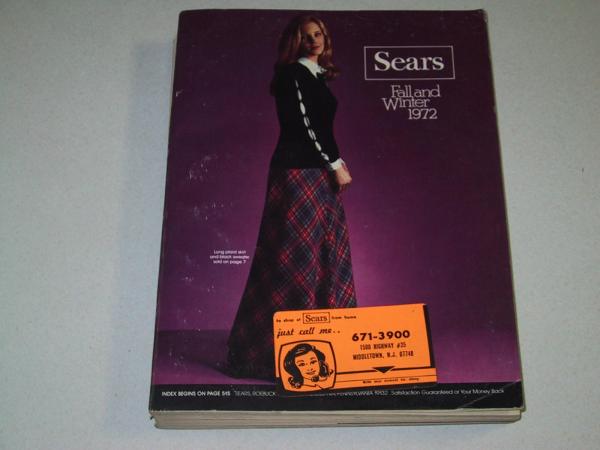 Sears
Fall and
Winter
1972
Long plaid skirt
and black sweater
sold on page 7
to shop at Sears from home
just call me..
671-3900
1500 HIGHWAY #35
MIDDLETOWN, N.J. 07748
INDEX BEGINS ON PAGE 515 SEARS, ROEBUCK PENNSYLVANIA 19132 Satisfaction Guaranteed or Your Money Back